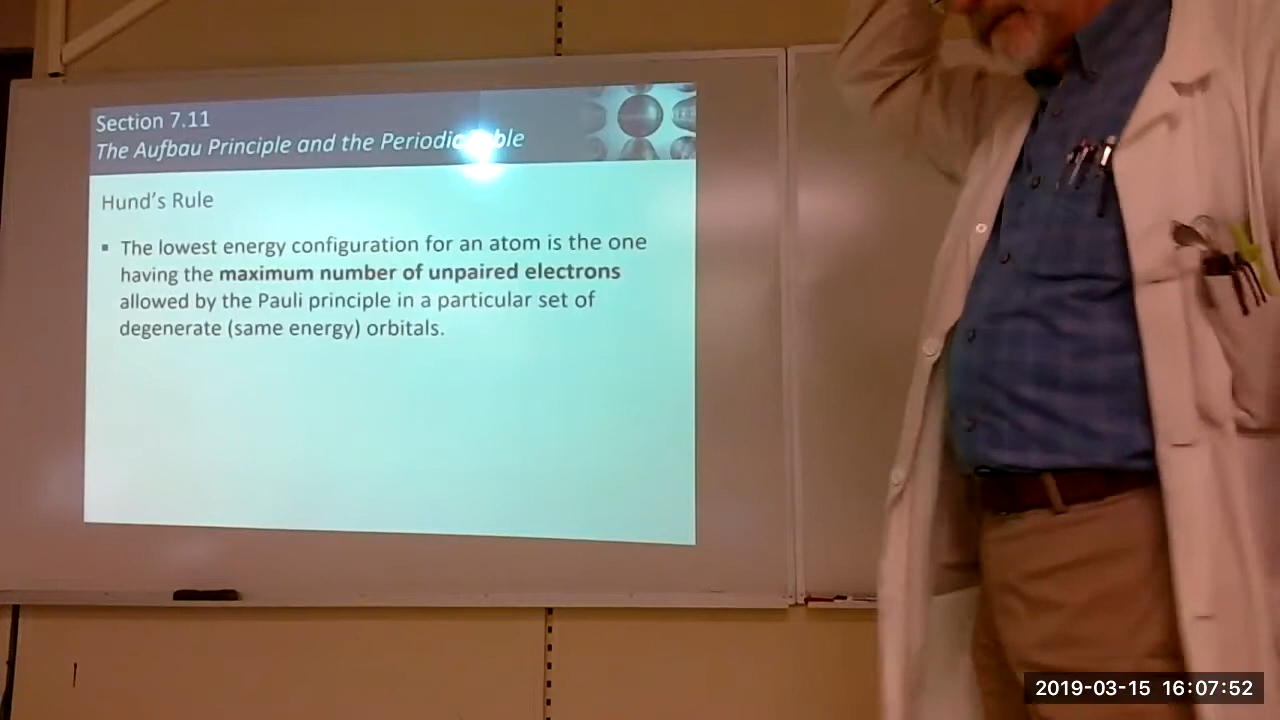 Section 7.11
The Aufbau Principle and the Periodic
Hund's Rule
▪ The lowest energy configuration for an atom is the one
having the maximum number of unpaired electrons
allowed by the Pauli principle in a particular set of
degenerate (same energy) orbitals.
2019-03-15 16:07:52